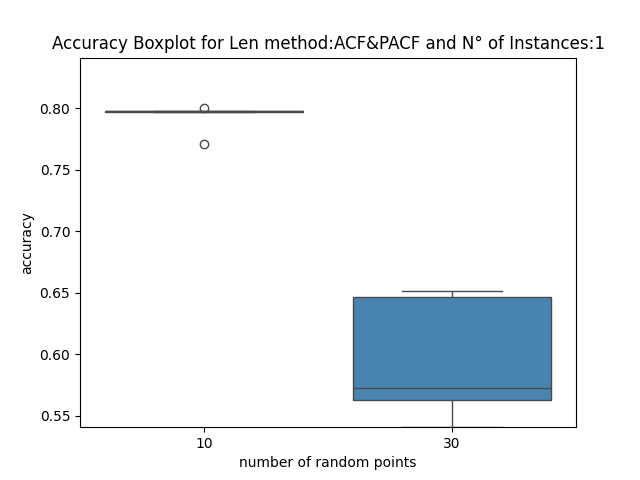 Accuracy Boxplot for Len method:ACF&PACF and N° of Instances:1
0.80
0.75
0.70
0.65
0.60
0.55
accuracy
10 30
number of random points